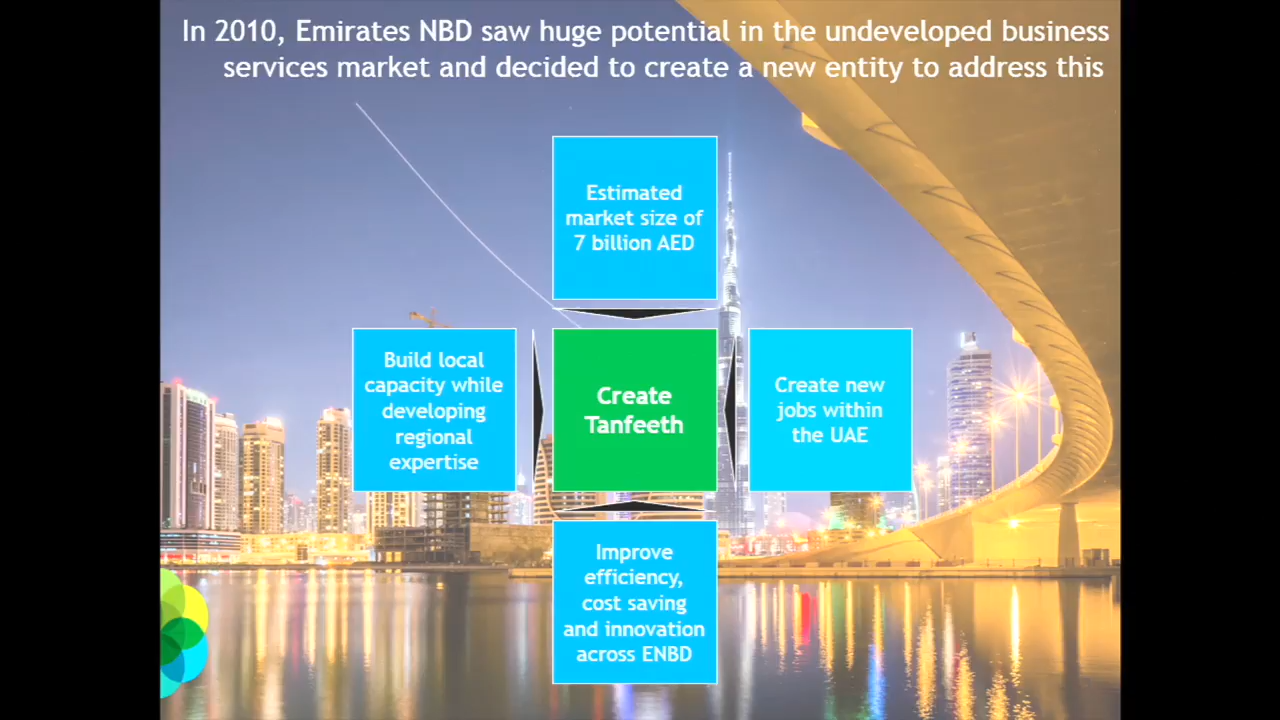 In 2010, Emirates NBD saw huge potential in the undeveloped business
services market and decided to create a new entity to address this
Estimated
market size of
7 billion AED
Build local
capacity while
developing
regional
expertise
Create
Tanfeeth
Create new
jobs within
the UAE
Improve
efficiency,
cost saving
and innovation
across ENBD